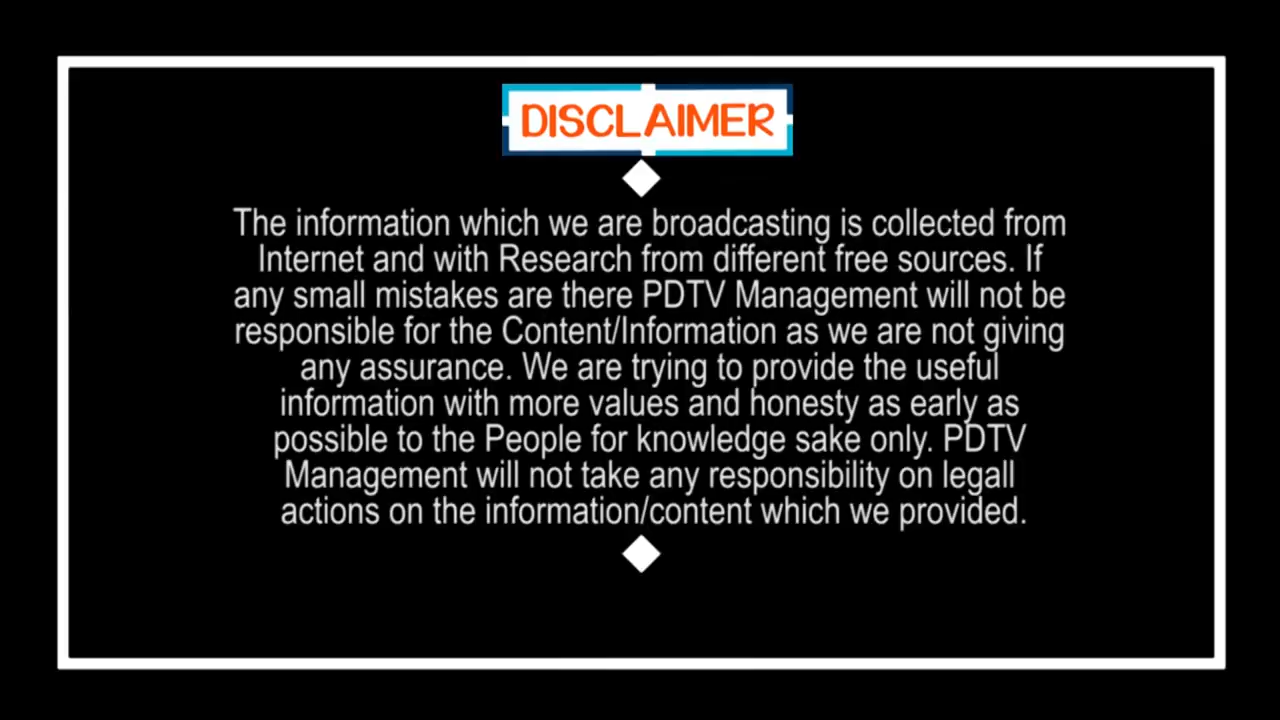 DISCLAIMER
The information which we are broadcasting is collected from
Internet and with Research from different free sources. If
any small mistakes are there PDTV Management will not be
responsible for the Content/Information as we are not giving
any assurance. We are trying to provide the useful
information with more values and honesty as early as
possible to the People for knowledge sake only. PDTV
Management will not take any responsibility on legall
actions on the information/content which we provided.